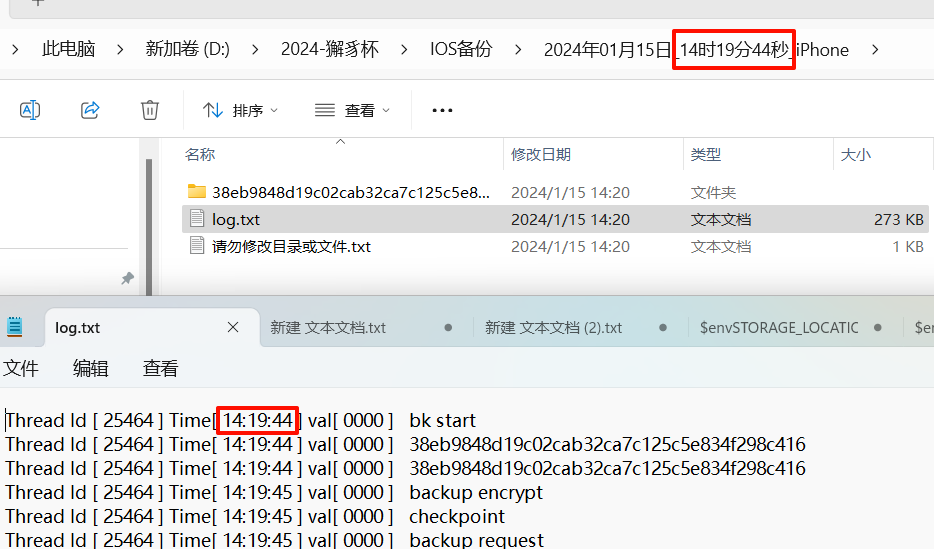 此电脑 > 新加卷 (D:) > 2024-獬豸杯 > IOS备份 > 2024年01月15日_14时19分44秒_iPhone >
排序 查看 ...
名称 修改日期 类型 大小
38eb9848d19c02cab32ca7c125c5e8... 2024/1/15 14:20 文件夹
log.txt 2024/1/15 14:20 文本文档 273 KB
请勿修改目录或文件.txt 2024/1/15 14:20 文本文档 1 KB
log.txt 新建 文本文档.txt 新建 文本文档 (2).txt $envSTORAGE_LOCATIC
文件 编辑 查看
Thread Id [ 25464 ] Time[ 14:19:44 ] val[ 0000 ] bk start
Thread Id [ 25464 ] Time[ 14:19:44 ] val[ 0000 ] 38eb9848d19c02cab32ca7c125c5e834f298c416
Thread Id [ 25464 ] Time[ 14:19:44 ] val[ 0000 ] 38eb9848d19c02cab32ca7c125c5e834f298c416
Thread Id [ 25464 ] Time[ 14:19:45 ] val[ 0000 ] backup encrypt
Thread Id [ 25464 ] Time[ 14:19:45 ] val[ 0000 ] checkpoint
Thread Id [ 25464 ] Time[ 14:19:45 ] val[ 0000 ] backup request